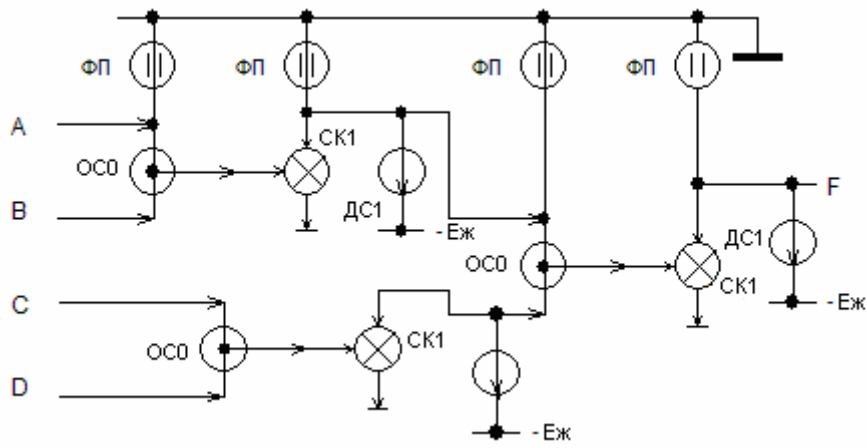 ФП ФП ФП ФП
A
СК1
ОС0
B
ДС1
-Еж
F
ДС1
ОС0
СК1
-Еж
C
СК1
ОС0
D
-Еж